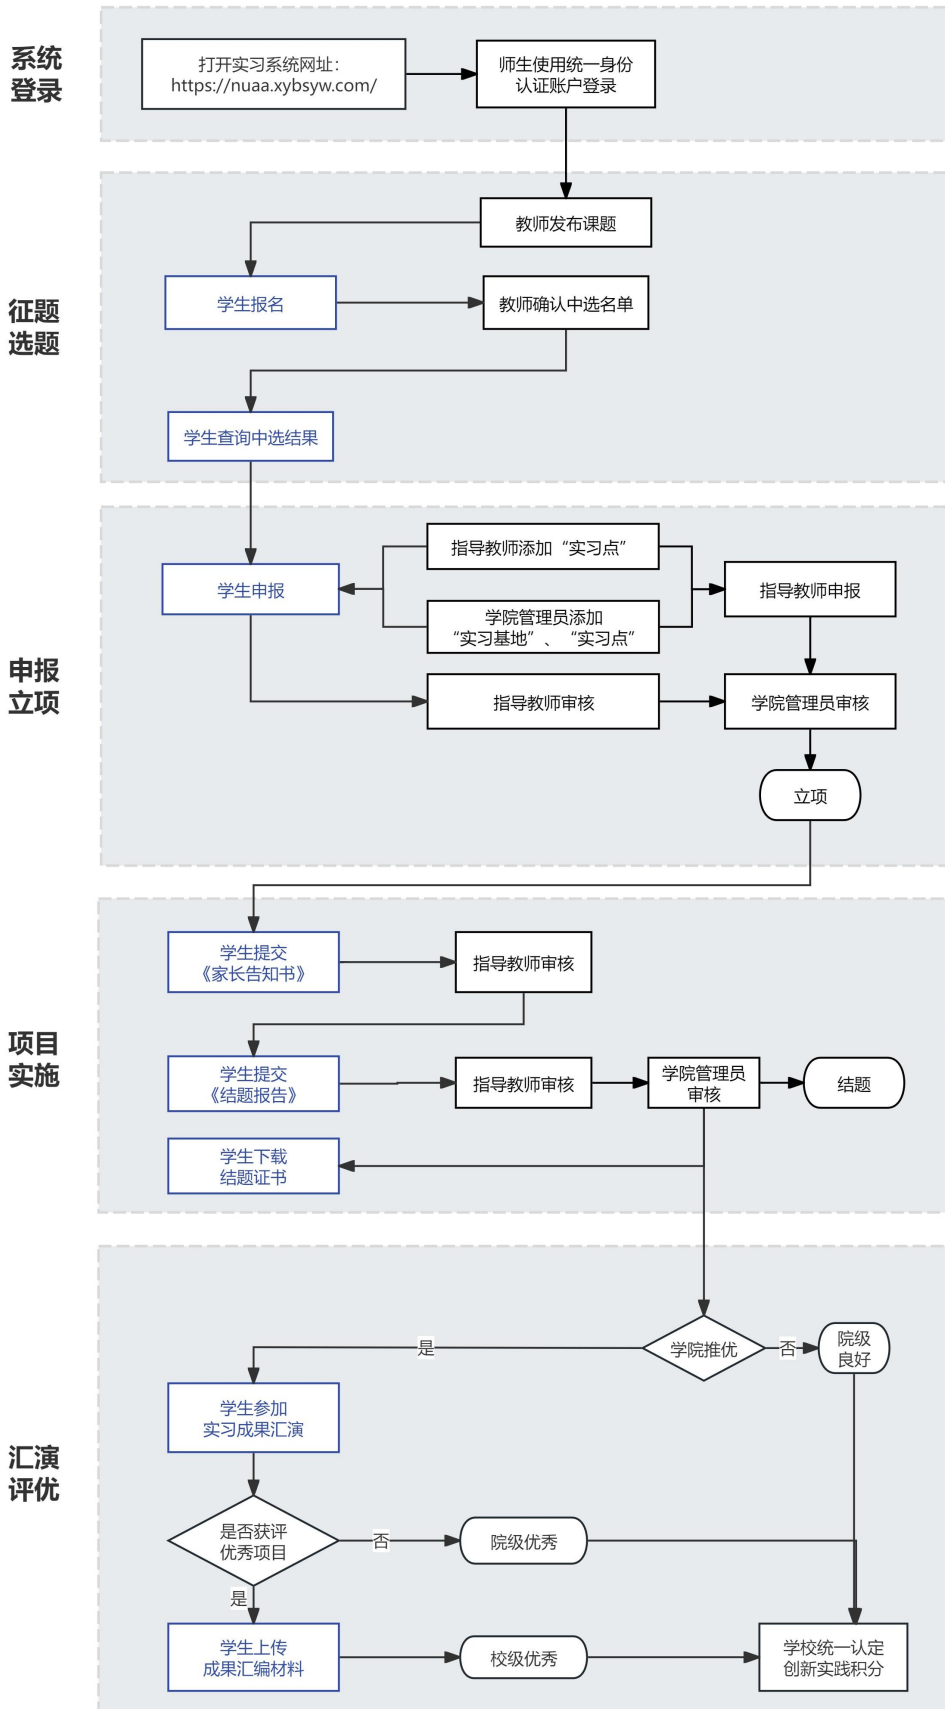 系统
登录
打开实习系统网址：
https://nuaa.xybsyw.com/
师生使用统一身份
认证账户登录
征题
选题
教师发布课题
学生报名
教师确认中选名单
学生查询中选结果
申报
立项
指导教师添加“实习点”
学生申报
指导教师申报
学院管理员添加
“实习基地”、“实习点”
指导教师审核
学院管理员审核
立项
项目
实施
学生提交
《家长告知书》
指导教师审核
学生提交
《结题报告》
指导教师审核
学院管理员
审核
结题
学生下载
结题证书
汇演
评优
学院推优
是
否
院级
良好
学生参加
实习成果汇演
是否获评
优秀项目
否
院级优秀
是
学生上传
成果汇编材料
校级优秀
学校统一认定
创新实践积分